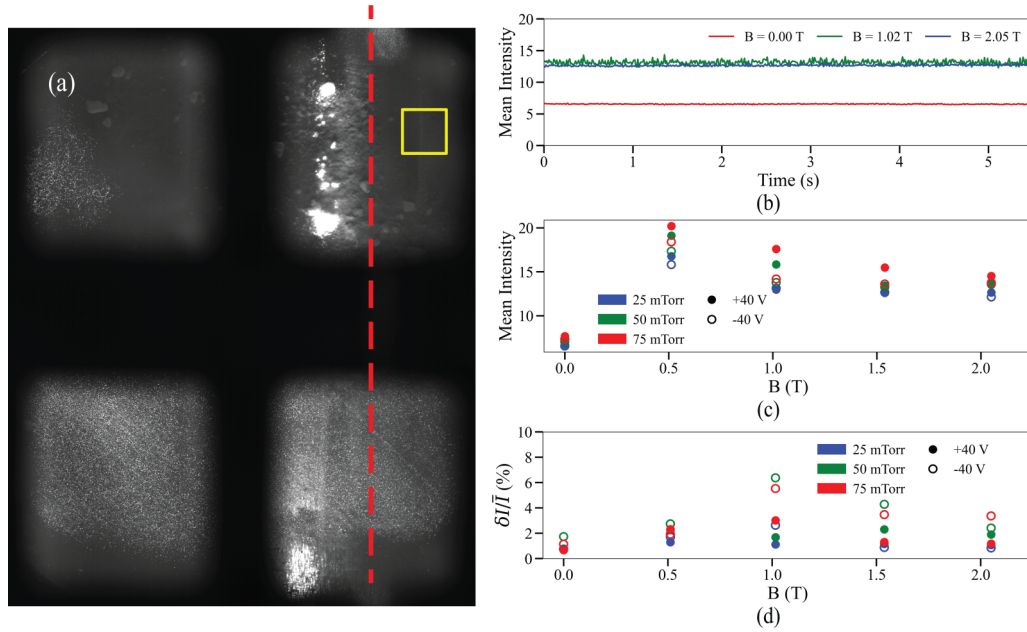 (a)
20
15
10
5
0
Mean Intensity
B = 0.00 T B = 1.02 T B = 2.05 T
0 1 2 3 4 5
Time (s)
(b)
20
15
10
Mean Intensity
25 mTorr +40 V
50 mTorr -40 V
75 mTorr
0.0 0.5 1.0 1.5 2.0
B (T)
(c)
10
8
6
4
2
0
δI/Ī (%)
25 mTorr +40 V
50 mTorr -40 V
75 mTorr
0.0 0.5 1.0 1.5 2.0
B (T)
(d)